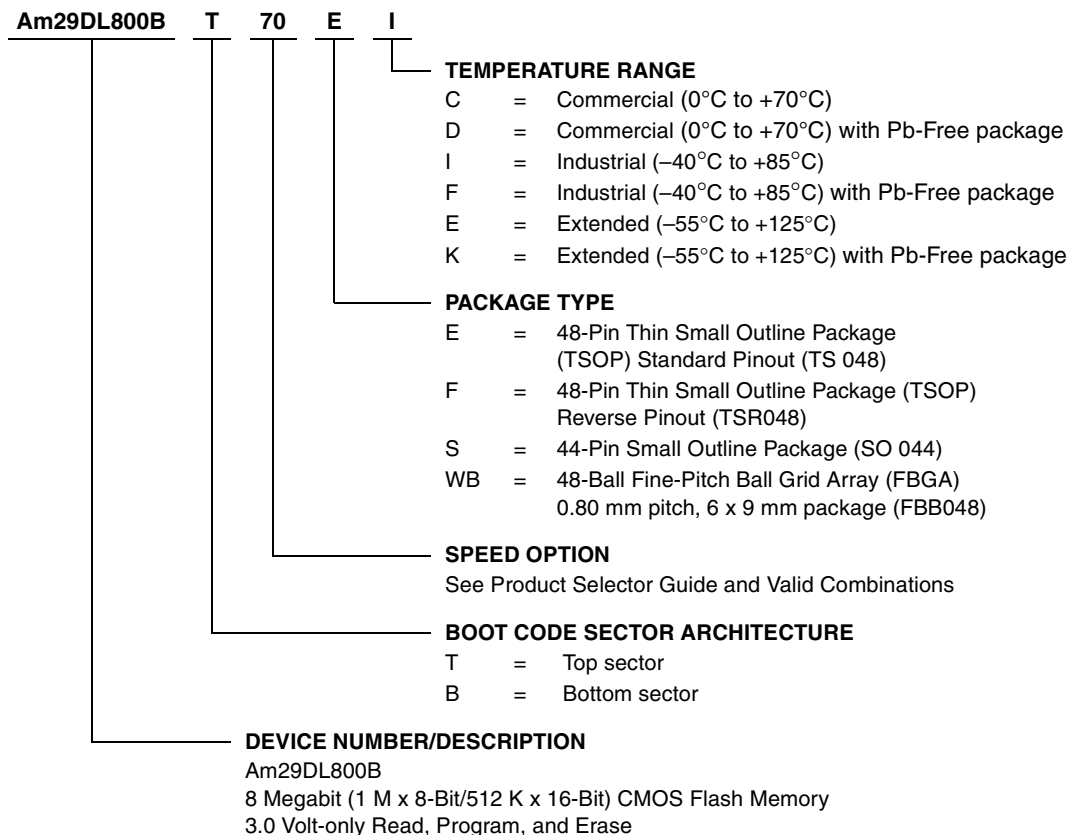 Am29DL800B T 70 E I
TEMPERATURE RANGE
C = Commercial (0°C to +70°C)
D = Commercial (0°C to +70°C) with Pb-Free package
I = Industrial (–40°C to +85°C)
F = Industrial (–40°C to +85°C) with Pb-Free package
E = Extended (–55°C to +125°C)
K = Extended (–55°C to +125°C) with Pb-Free package
PACKAGE TYPE
E = 48-Pin Thin Small Outline Package
(TSOP) Standard Pinout (TS 048)
F = 48-Pin Thin Small Outline Package (TSOP)
Reverse Pinout (TSR048)
S = 44-Pin Small Outline Package (SO 044)
WB = 48-Ball Fine-Pitch Ball Grid Array (FBGA)
0.80 mm pitch, 6 x 9 mm package (FBB048)
SPEED OPTION
See Product Selector Guide and Valid Combinations
BOOT CODE SECTOR ARCHITECTURE
T = Top sector
B = Bottom sector
DEVICE NUMBER/DESCRIPTION
Am29DL800B
8 Megabit (1 M x 8-Bit/512 K x 16-Bit) CMOS Flash Memory
3.0 Volt-only Read, Program, and Erase